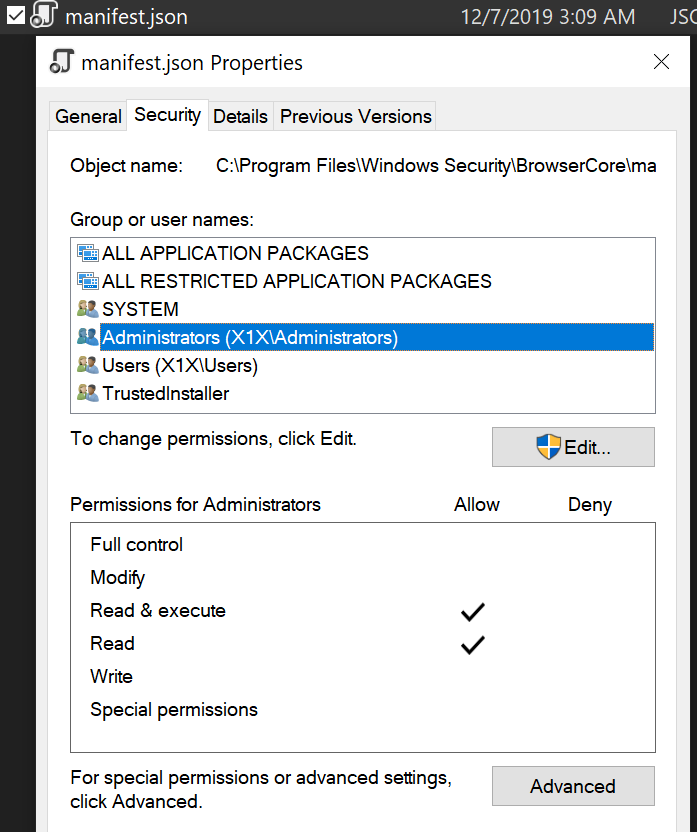 manifest.json 12/7/2019 3:09 AM
manifest.json Properties
General Security Details Previous Versions
Object name: C:\Program Files\Windows Security\BrowserCore\ma
Group or user names:
ALL APPLICATION PACKAGES
ALL RESTRICTED APPLICATION PACKAGES
SYSTEM
Administrators (X1X\Administrators)
Users (X1X\Users)
TrustedInstaller
To change permissions, click Edit.
Edit...
Permissions for Administrators Allow Deny
Full control
Modify
Read & execute
Read
Write
Special permissions
For special permissions or advanced settings,
click Advanced.
Advanced